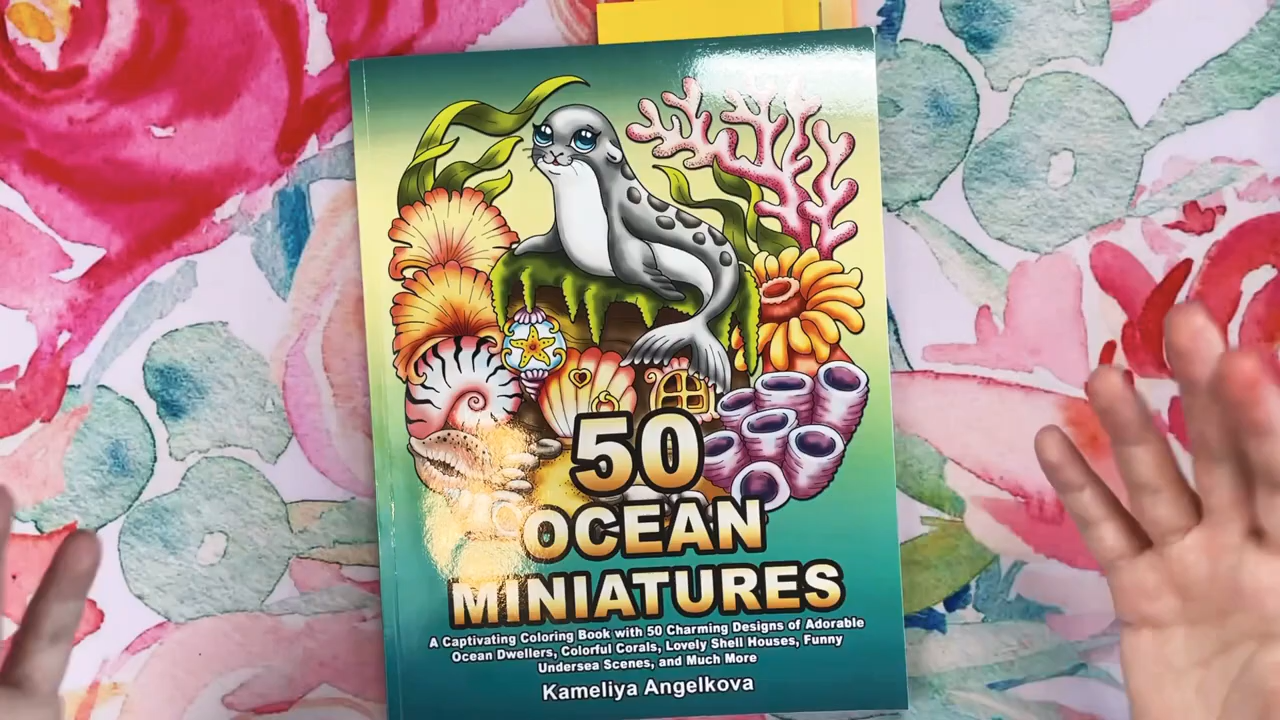 50
OCEAN
MINIATURES
A Captivating Coloring Book with 50 Charming Designs of Adorable
Ocean Dwellers, Colorful Corals, Lovely Shell Houses, Funny
Undersea Scenes, and Much More
Kameliya Angelkova